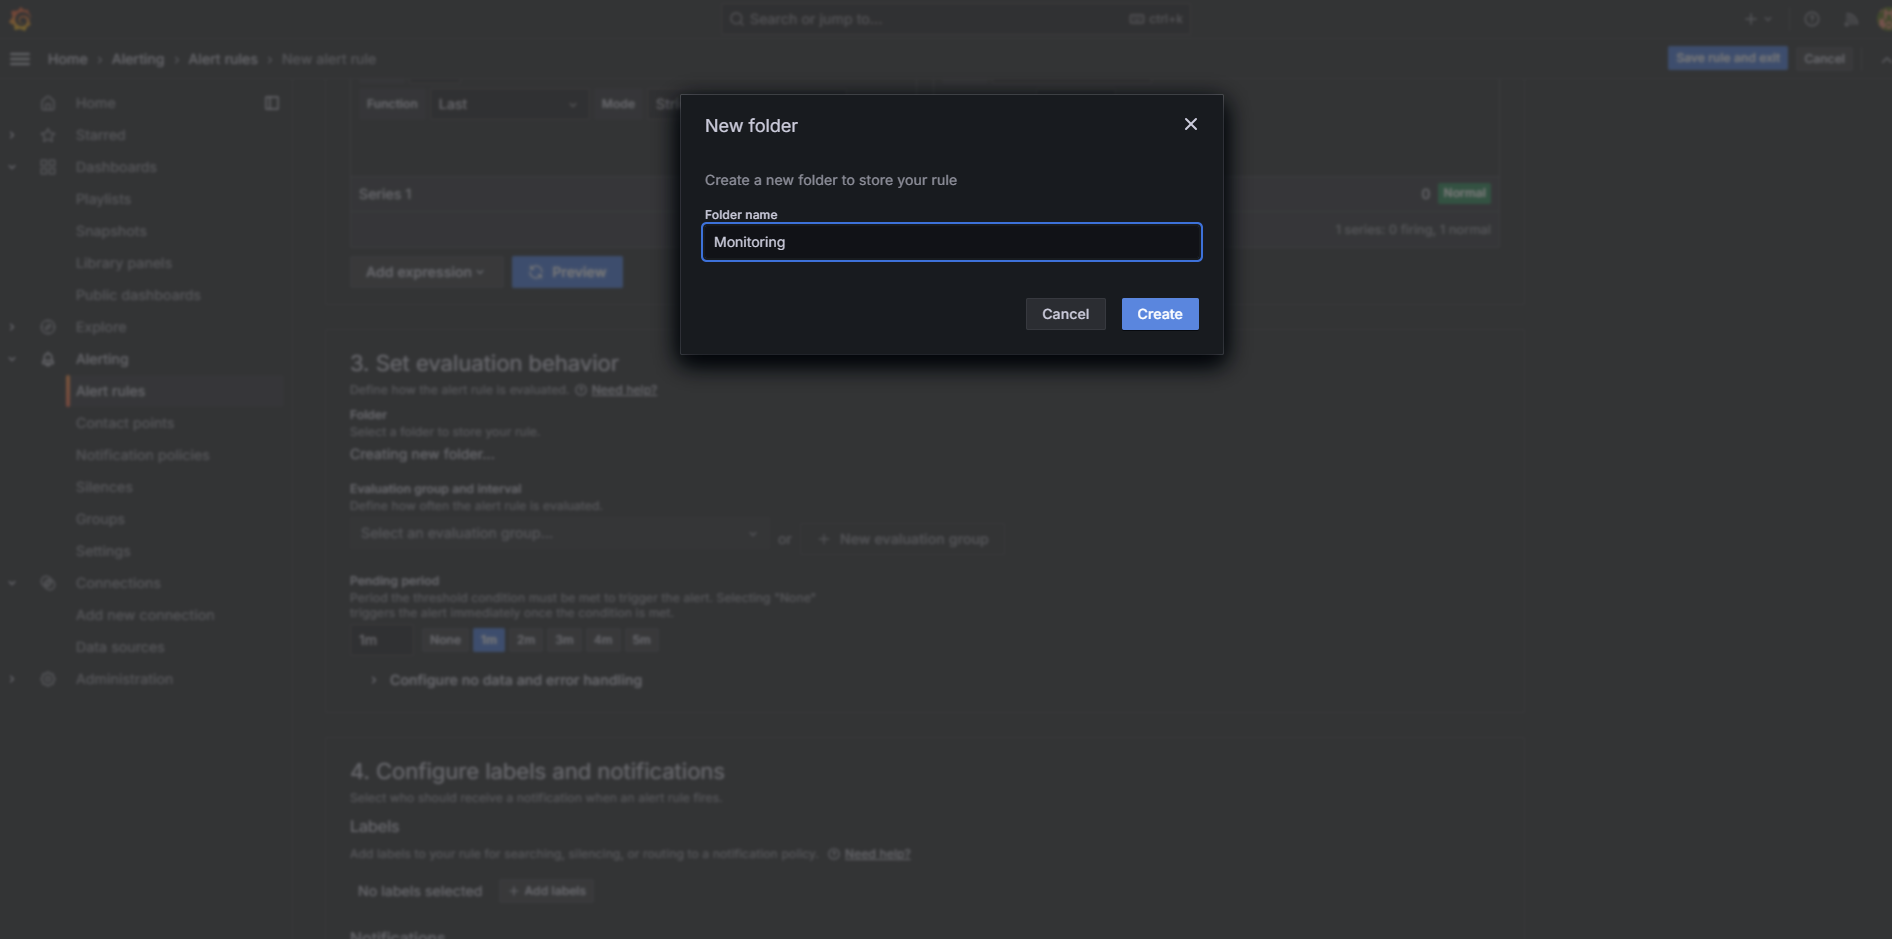 Search or jump to...
ctrl+k
Home
Alerting
Alert rules
New alert rule
Save rule and exit
Cancel
Home
Starred
Dashboards
Playlists
Snapshots
Library panels
Public dashboards
Explore
Alerting
Alert rules
Contact points
Notification policies
Silences
Groups
Settings
Connections
Add new connection
Data sources
Administration
Function
Last
Mode
Series 1
0
Normal
1 series: 0 firing, 1 normal
Add expression
Preview
New folder
Create a new folder to store your rule
Folder name
Monitoring
Cancel
Create
3. Set evaluation behavior
Define how the alert rule is evaluated.
Need help?
Folder
Select a folder to store your rule.
Creating new folder...
Evaluation group and interval
Define how often the alert rule is evaluated.
Select an evaluation group...
or
+ New evaluation group
Pending period
Period the threshold condition must be met to trigger the alert. Selecting "None"
triggers the alert immediately once the condition is met.
1m
None
1m
2m
3m
4m
5m
Configure no data and error handling
4. Configure labels and notifications
Select who should receive a notification when an alert rule fires.
Labels
Add labels to your rule for searching, silencing, or routing to a notification policy.
Need help?
No labels selected
+ Add labels
Notifications